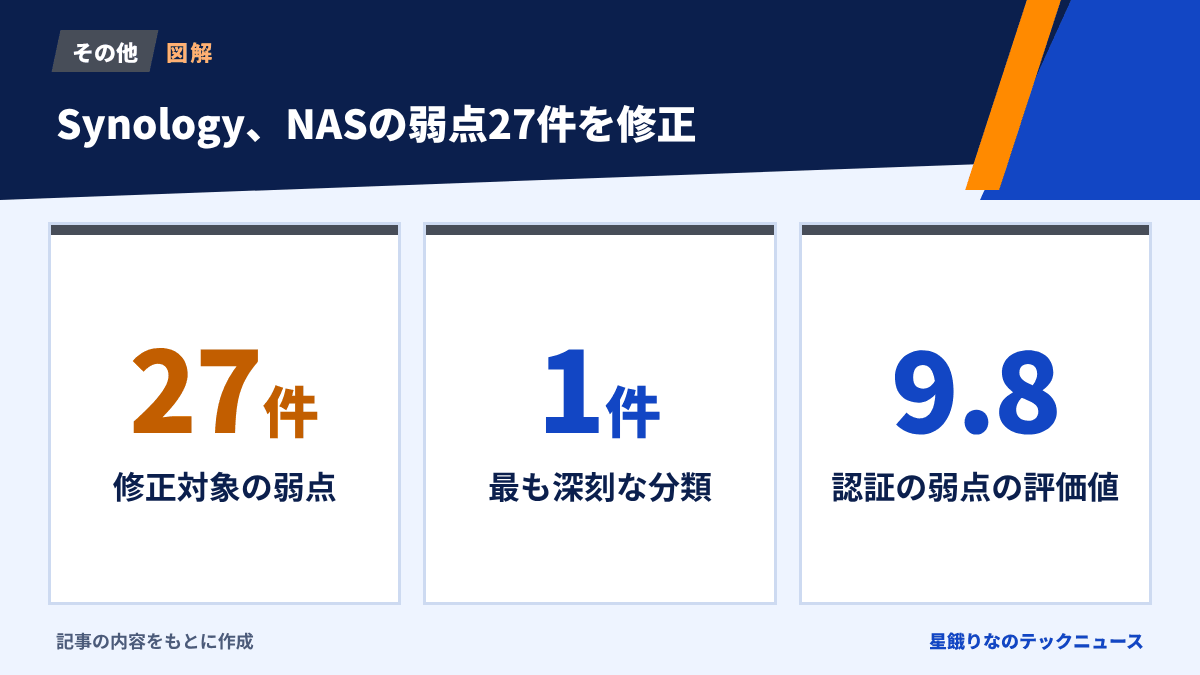 その他 図解
Synology、NASの弱点27件を修正
27件
修正対象の弱点
1件
最も深刻な分類
9.8
認証の弱点の評価値
記事の内容をもとに作成
星餓りなのテックニュース